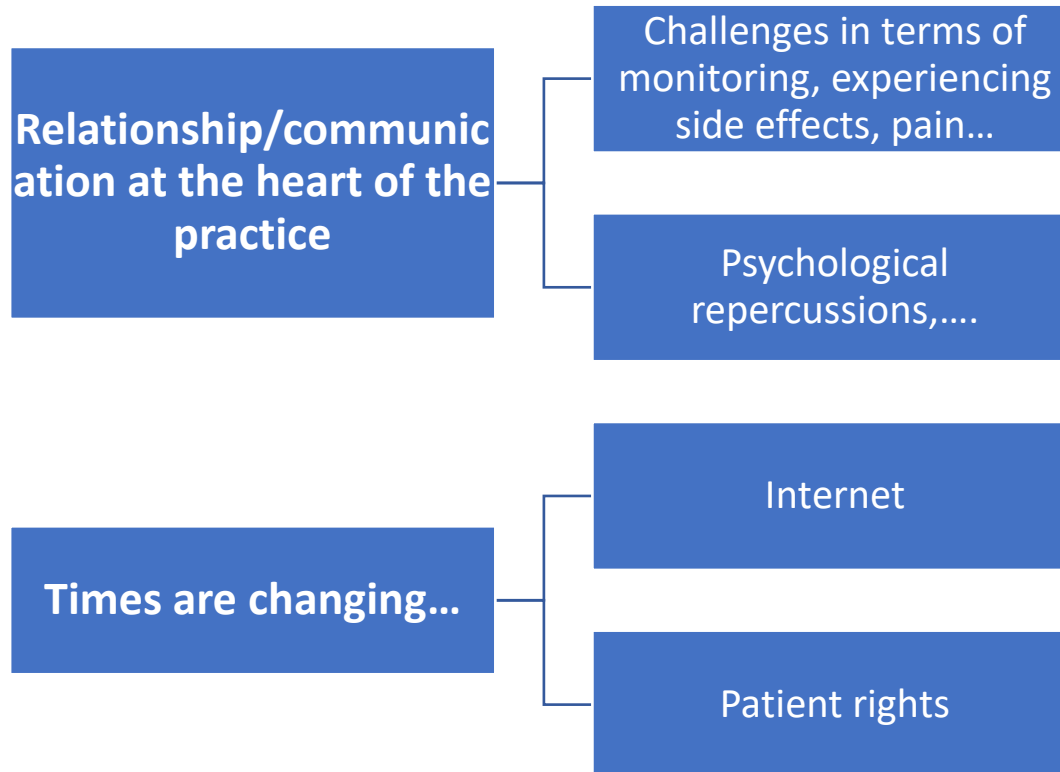 Relationship/communic
ation at the heart of the
practice
Challenges in terms of
monitoring, experiencing
side effects, pain…
Psychological
repercussions,….
Times are changing…
Internet
Patient rights